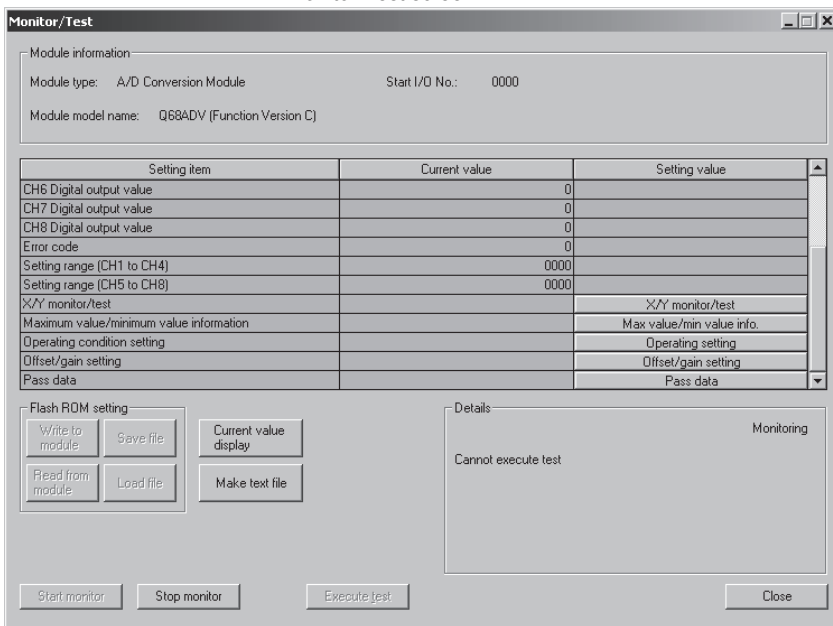 Monitor/Test
Module information
Module type: A/D Conversion Module Start I/O No.: 0000
Module model name: Q68ADV (Function Version C)
Setting item Current value Setting value
CH6 Digital output value 0
CH7 Digital output value 0
CH8 Digital output value 0
Error code 0
Setting range (CH1 to CH4) 0000
Setting range (CH5 to CH8) 0000
X/Y monitor/test X/Y monitor/test
Maximum value/minimum value information Max value/min value info.
Operating condition setting Operating setting
Offset/gain setting Offset/gain setting
Pass data Pass data
Flash ROM setting
Write to module
Save file
Current value display
Read from module
Load file
Make text file
Details
Monitoring
Cannot execute test
Start monitor Stop monitor Execute test Close